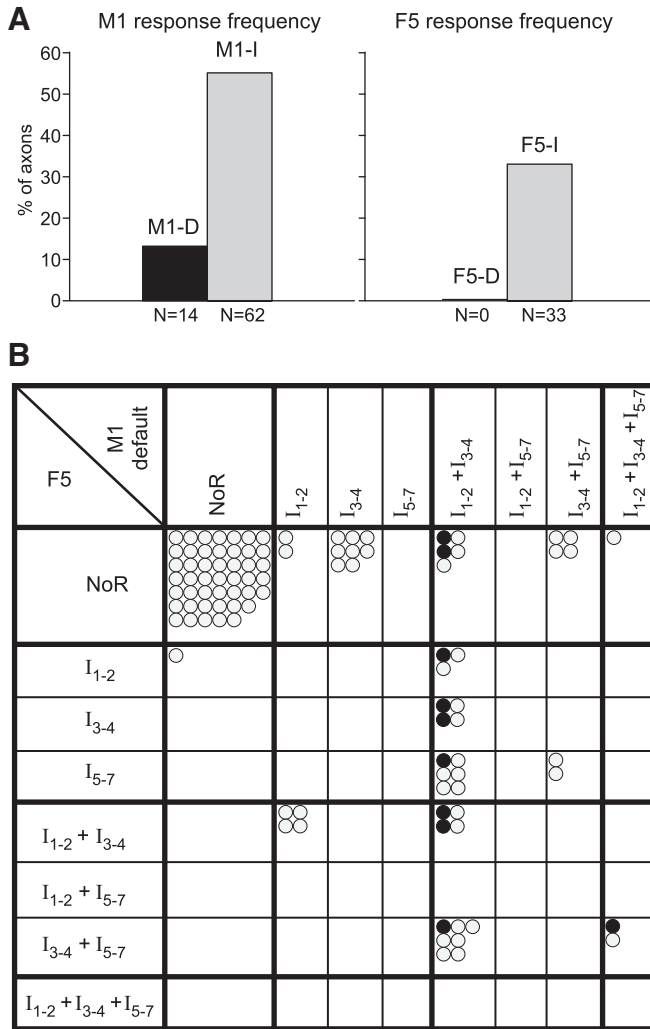 A
M1 response frequency
F5 response frequency
% of axons
60
50
40
30
20
10
0
M1-D
M1-I
F5-D
F5-I
N=14
N=62
N=0
N=33
B
M1
default
F5
NoR
I1-2
I3-4
I5-7
I1-2 + I3-4
I1-2 + I5-7
I3-4 + I5-7
I1-2 + I3-4 + I5-7
NoR
I1-2
I3-4
I5-7
I1-2 + I3-4
I1-2 + I5-7
I3-4 + I5-7
I1-2 + I3-4 + I5-7